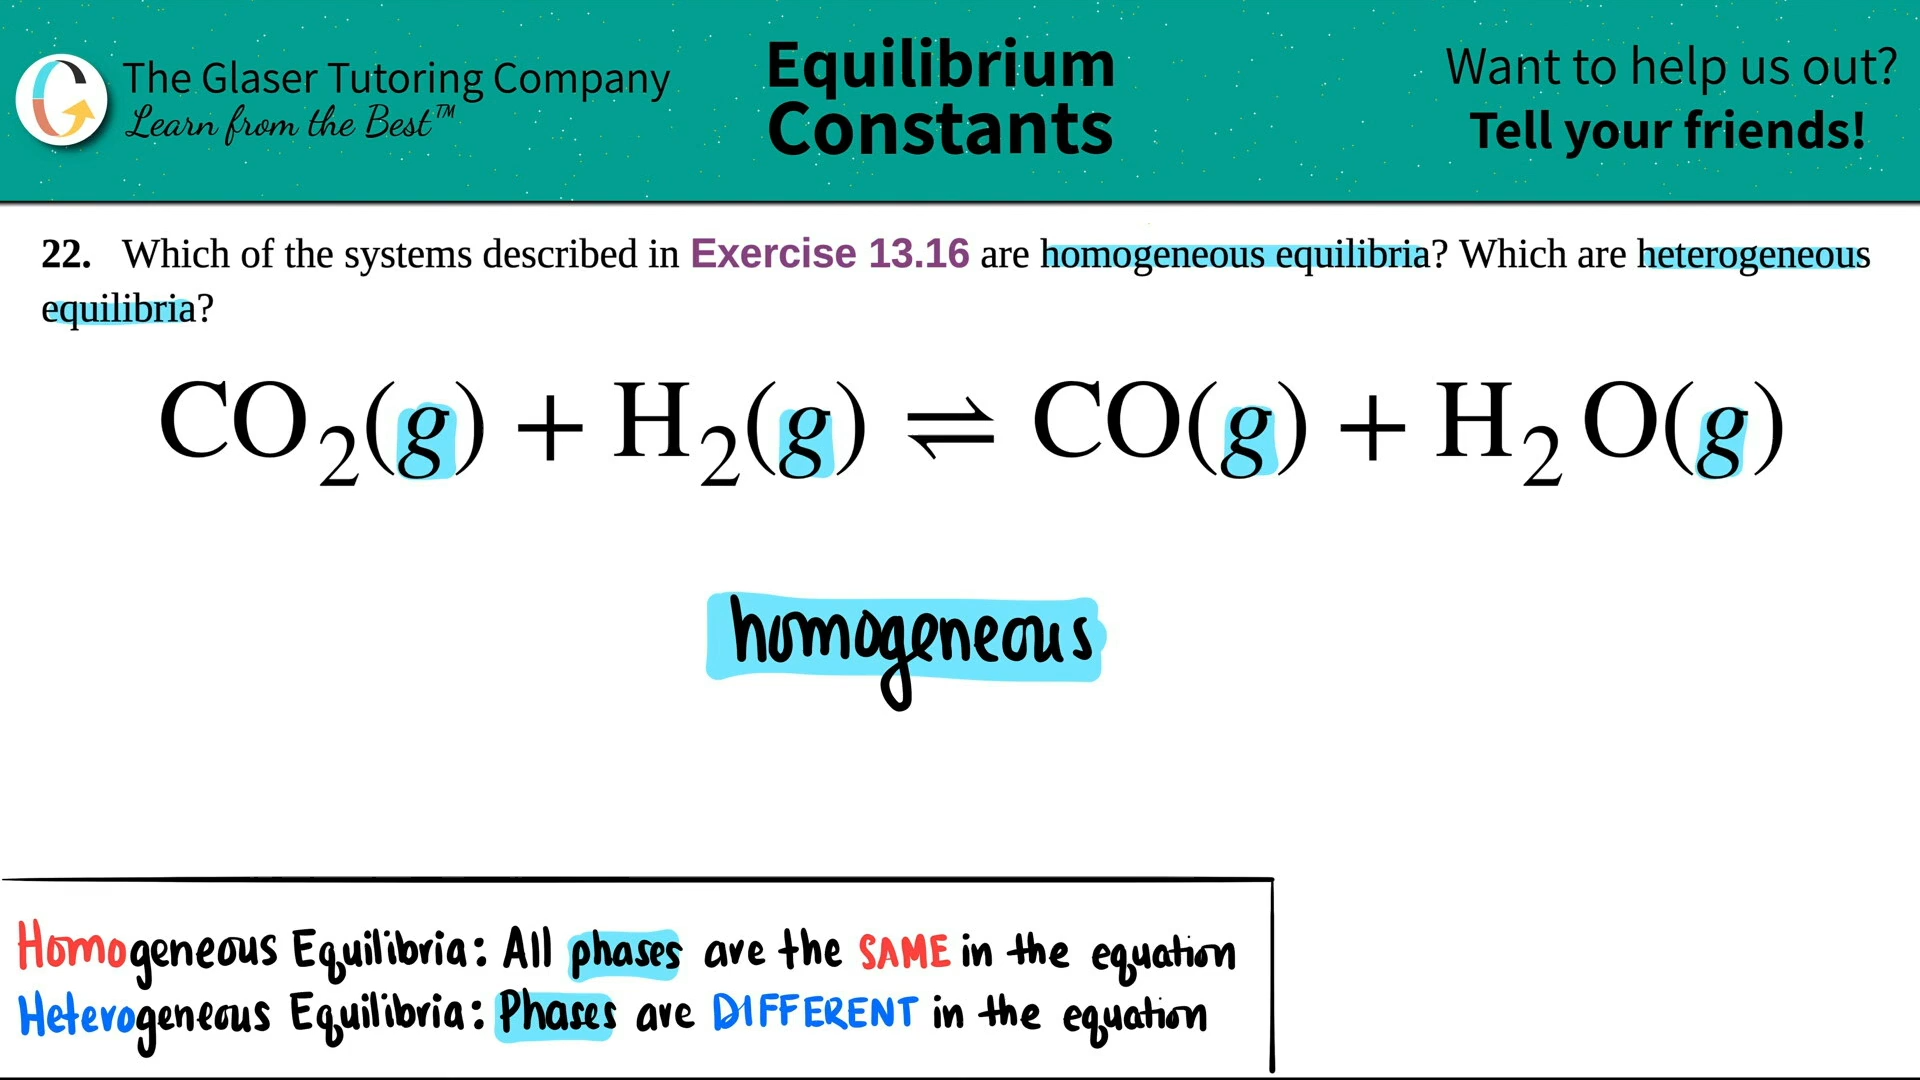 The Glaser Tutoring Company
Learn from the Best™
Equilibrium
Constants
Want to help us out?
Tell your friends!
22. Which of the systems described in Exercise 13.16 are homogeneous equilibria? Which are heterogeneous
equilibria?
CO₂(g) + H₂(g) ⇌ CO(g) + H₂O(g)
homogeneous
Homogeneous Equilibria: All phases are the SAME in the equation
Heterogeneous Equilibria: Phases are DIFFERENT in the equation